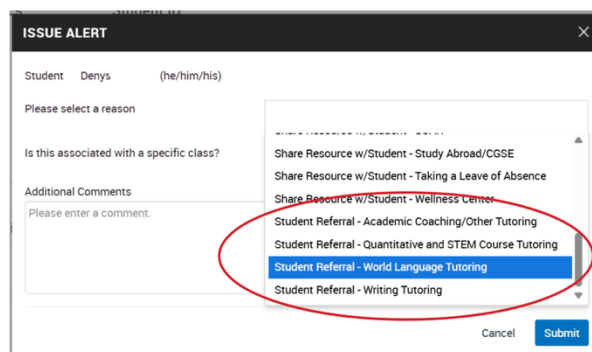 ISSUE ALERT
Student Denys (he/him/his)
Please select a reason
Is this associated with a specific class?
Share Resource w/Student - Study Abroad/CGSE
Share Resource w/Student - Taking a Leave of Absence
Share Resource w/Student - Wellness Center
Student Referral - Academic Coaching/Other Tutoring
Student Referral - Quantitative and STEM Course Tutoring
Student Referral - World Language Tutoring
Student Referral - Writing Tutoring
Additional Comments
Please enter a comment.
Cancel Submit